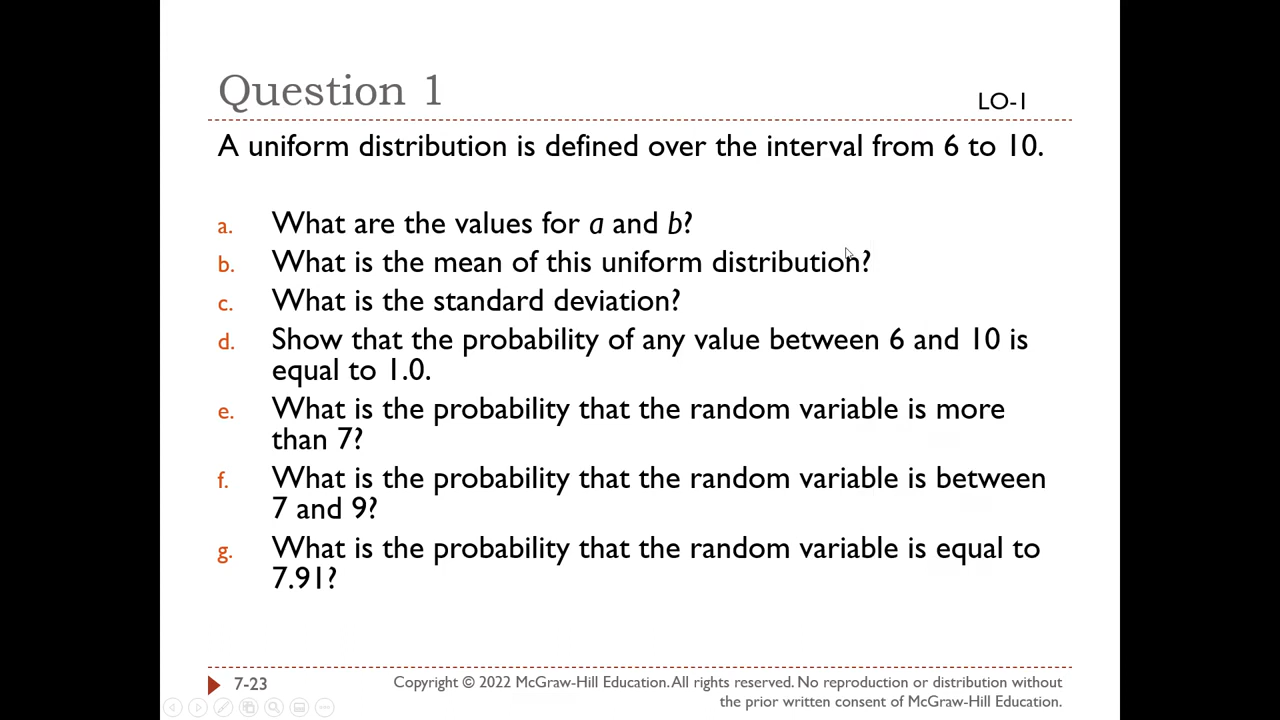 Question 1
LO-1
A uniform distribution is defined over the interval from 6 to 10.
a. What are the values for a and b?
b. What is the mean of this uniform distribution?
c. What is the standard deviation?
d. Show that the probability of any value between 6 and 10 is
equal to 1.0.
e. What is the probability that the random variable is more
than 7?
f. What is the probability that the random variable is between
7 and 9?
g. What is the probability that the random variable is equal to
7.91?
7-23
Copyright © 2022 McGraw-Hill Education. All rights reserved. No reproduction or distribution without
the prior written consent of McGraw-Hill Education.